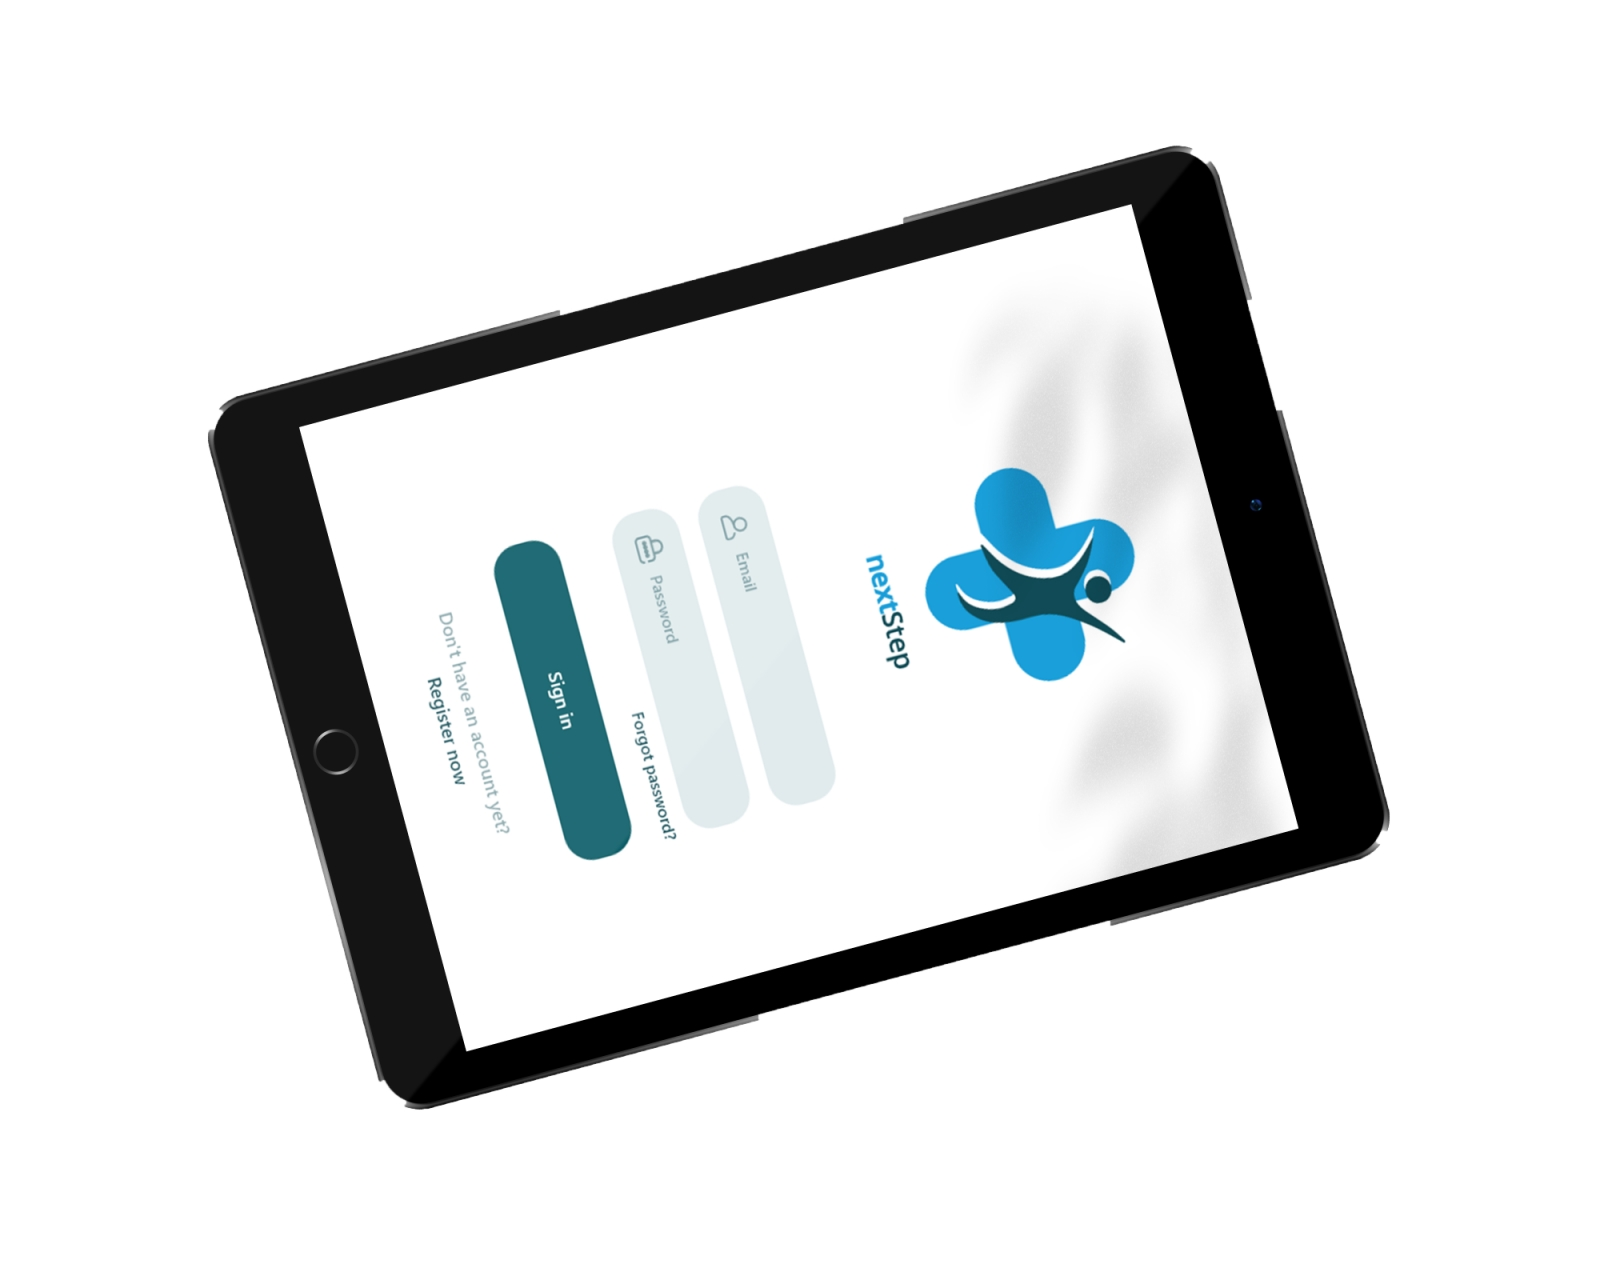 nextStep
Email
Password
Forgot password?
Sign in
Don't have an account yet?
Register now